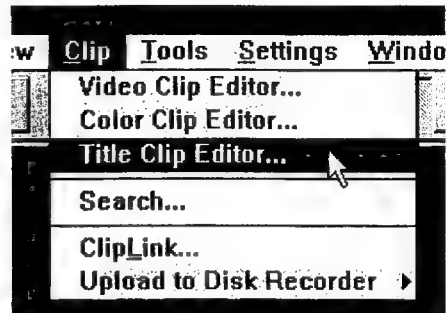 Clip Tools Settings
Video Clip Editor...
Color Clip Editor...
Title Clip Editor...
Search...
ClipLink...
Upload to Disk Recorder